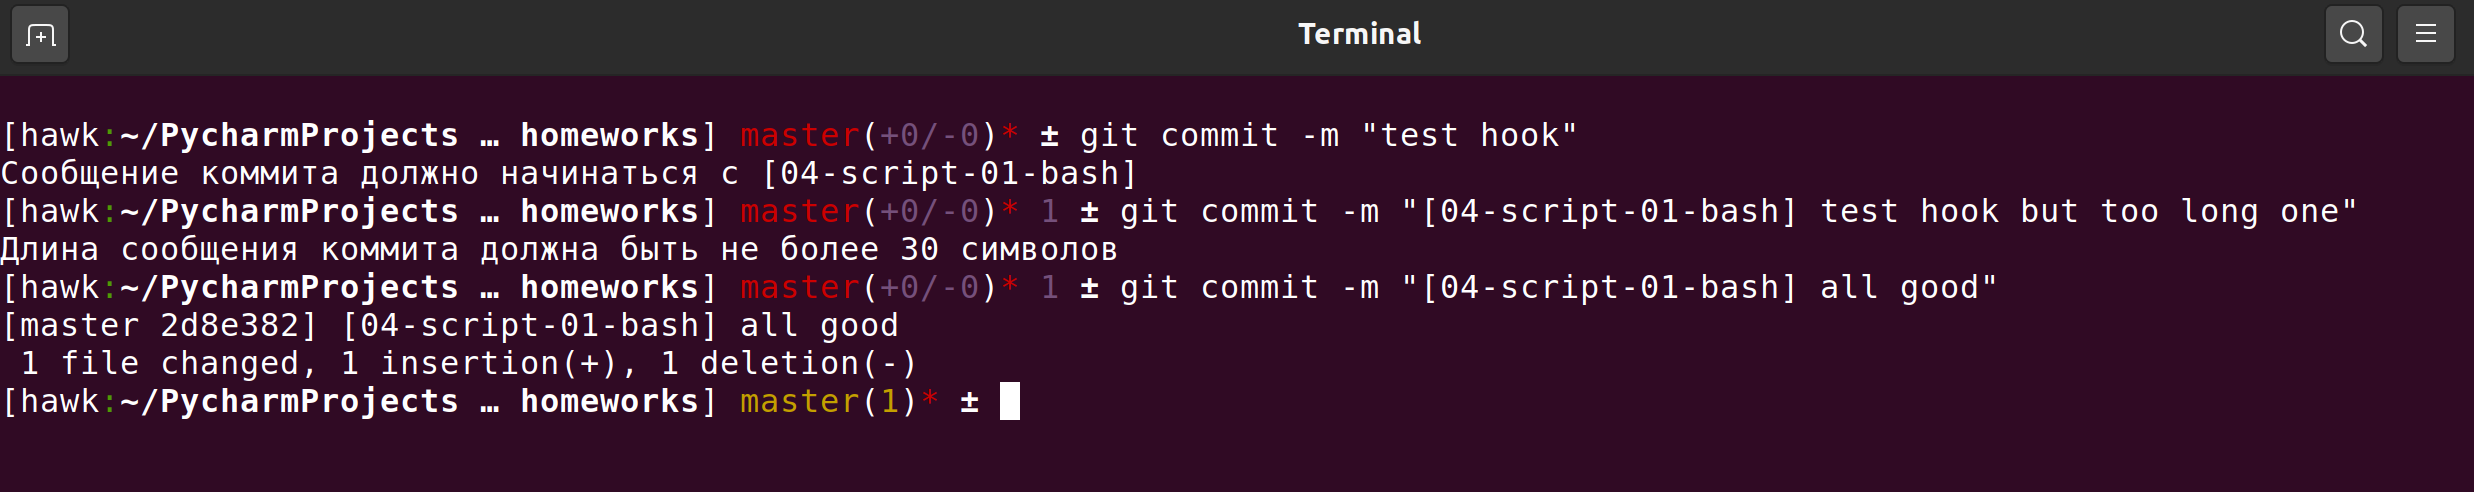 Terminal
[hawk:~/PycharmProjects … homeworks] master(+0/-0)* ± git commit -m "test hook"
Сообщение коммита должно начинаться с [04-script-01-bash]
[hawk:~/PycharmProjects … homeworks] master(+0/-0)* 1 ± git commit -m "[04-script-01-bash] test hook but too long one"
Длина сообщения коммита должна быть не более 30 символов
[hawk:~/PycharmProjects … homeworks] master(+0/-0)* 1 ± git commit -m "[04-script-01-bash] all good"
[master 2d8e382] [04-script-01-bash] all good
 1 file changed, 1 insertion(+), 1 deletion(-)
[hawk:~/PycharmProjects … homeworks] master(1)* ±